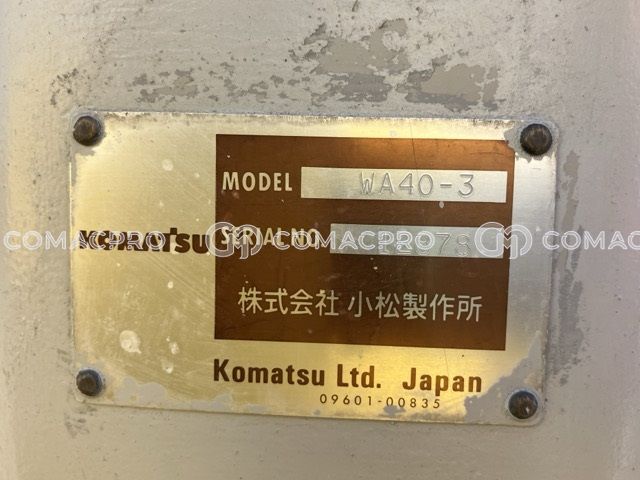 MODEL WA40-3
KOMATSU SERIAL NO.
COMACPRO COMACPRO COMACPRO
株式会社 小松製作所
Komatsu Ltd. Japan
09601-00835